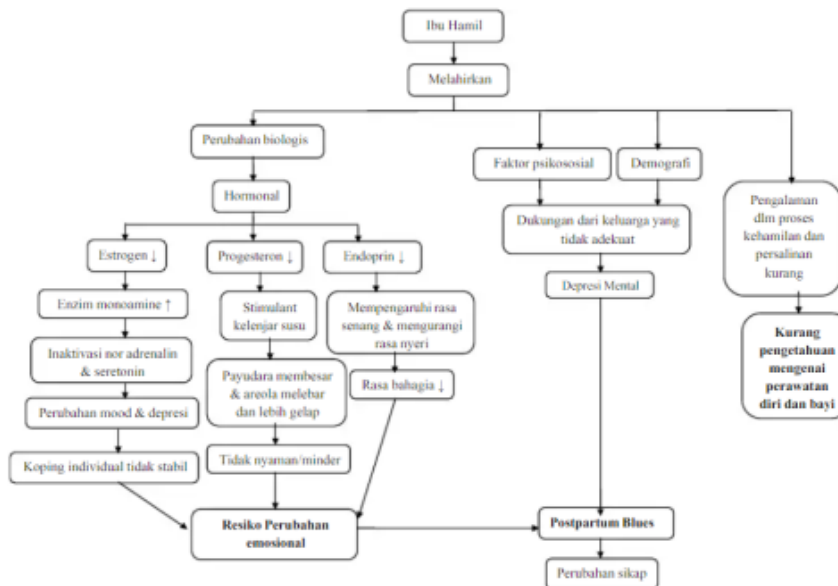 Ibu Hamil
Melahirkan
Perubahan biologis
Faktor psikososial
Demografi
Hormonal
Pengalaman
dlm proses
kehamilan dan
persalinan
kurang
Dukungan dari keluarga yang
tidak adekuat
Estrogen ↓
Progesteron ↓
Endoprin ↓
Depresi Mental
Enzim monoamine ↑
Stimulant
kelenjar susu
Mempengaruhi rasa
senang & mengurangi
rasa nyeri
Kurang
pengetahuan
mengenai
perawatan
diri dan bayi
Inaktivasi nor adrenalin
& seretonin
Payudara membesar
& areola melebar
dan lebih gelap
Rasa bahagia ↓
Perubahan mood & depresi
Koping individual tidak stabil
Tidak nyaman/minder
Resiko Perubahan
emosional
Postpartum Blues
Perubahan sikap